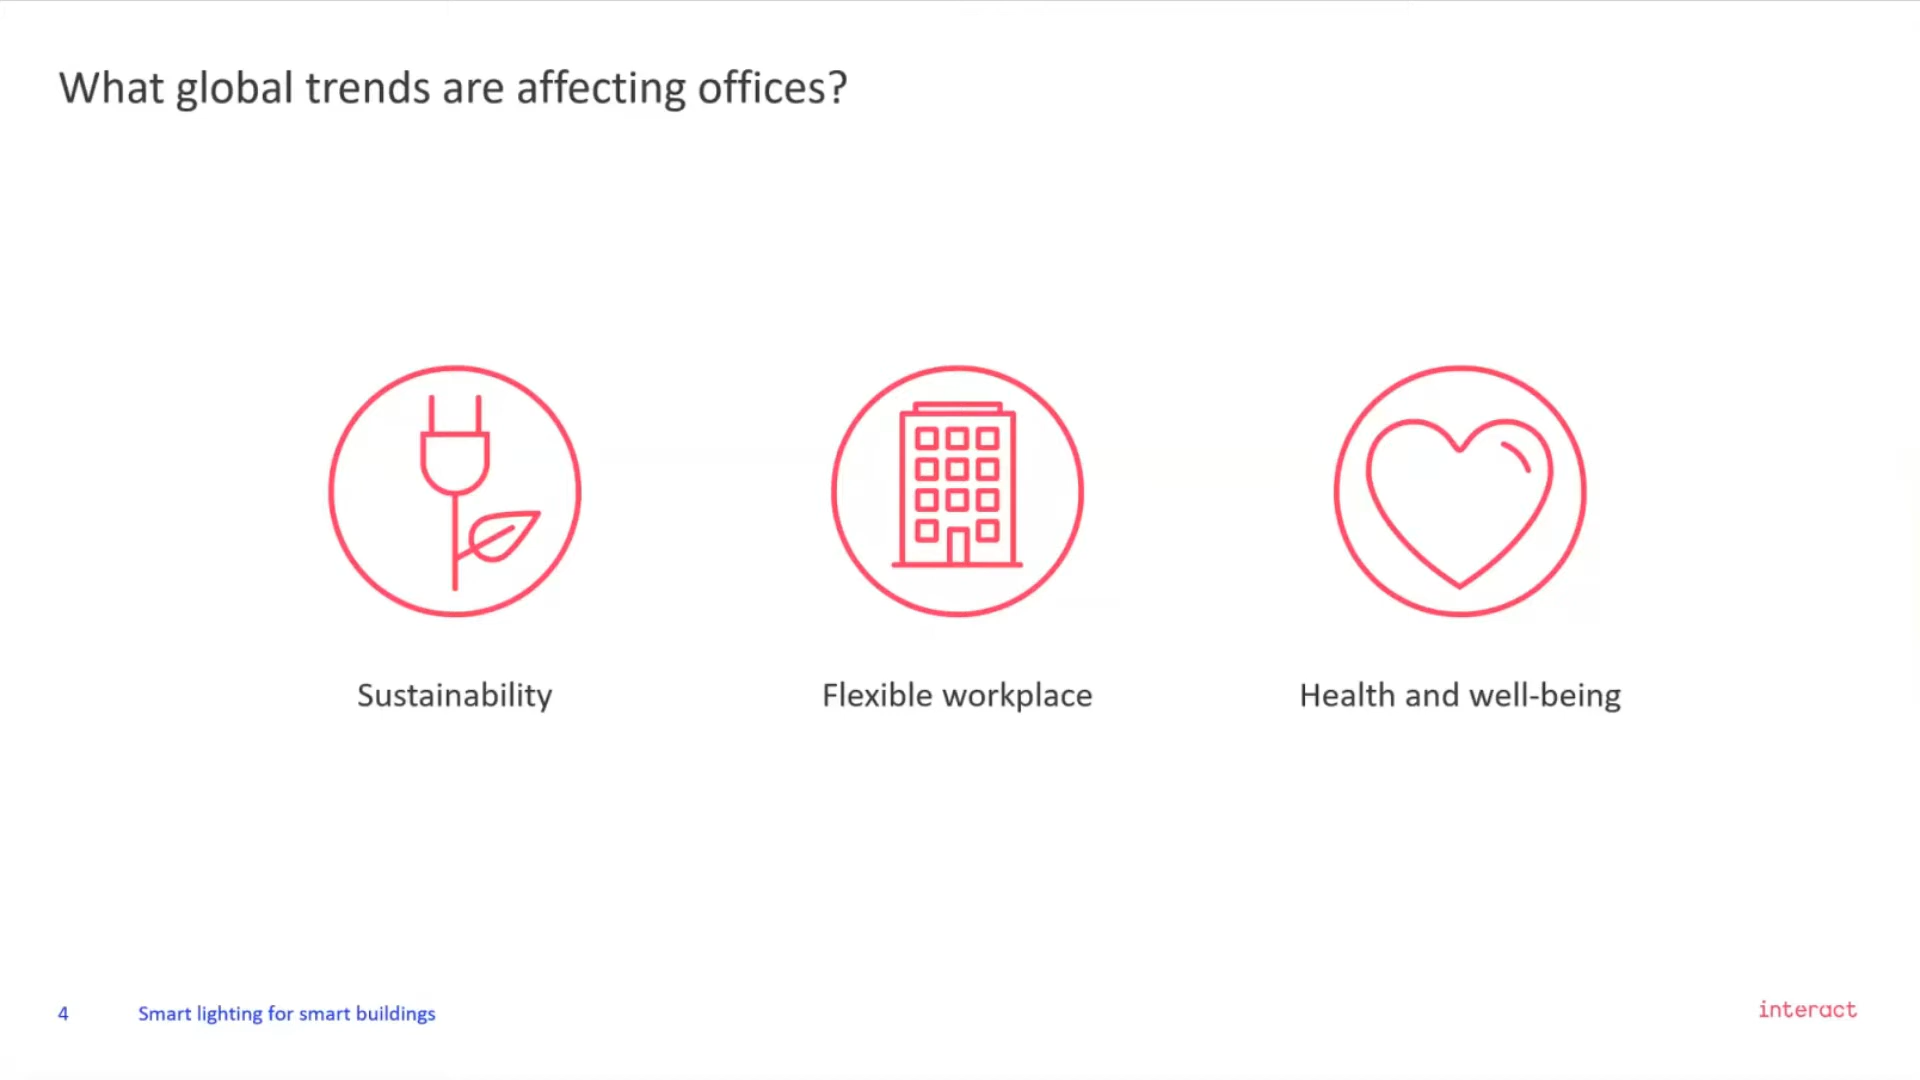 What global trends are affecting offices?
Sustainability
Flexible workplace
Health and well-being
4
Smart lighting for smart buildings
interact